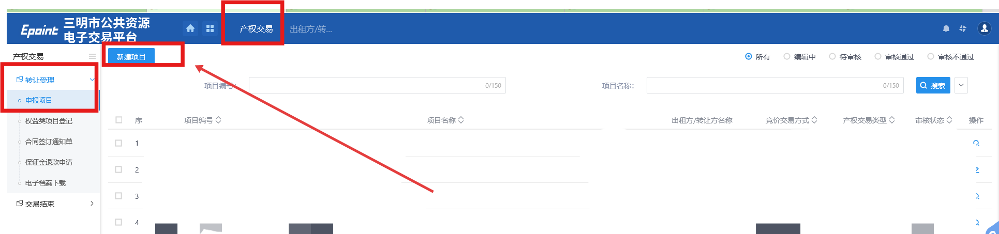 Epoint 三明市公共资源
电子交易平台
产权交易 出租方/转...
产权交易
新建项目
所有 编辑中 待审核 审核通过 审核不通过
转让受理
申报项目
权益类项目登记
合同签订通知单
保证金退款申请
电子档案下载
交易结束
项目编号: 0/150 项目名称: 0/150 搜索
序 项目编号 项目名称 出租方/转让方名称 竞价交易方式 产权交易类型 审核状态 操作
1
2
3
4